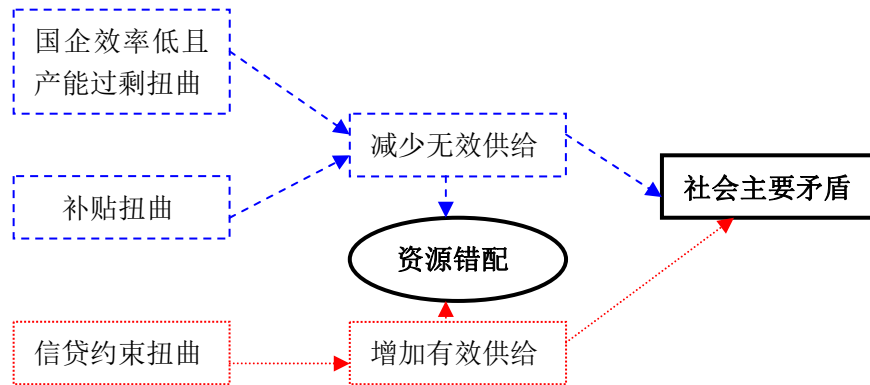 国企效率低且
产能过剩扭曲
减少无效供给
社会主要矛盾
补贴扭曲
资源错配
信贷约束扭曲
增加有效供给